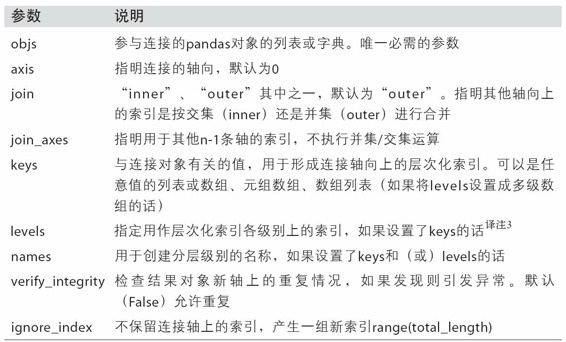 参数 说明
objs 参与连接的pandas对象的列表或字典。唯一必需的参数
axis 指明连接的轴向，默认为0
join “inner”、“outer”其中之一，默认为“outer”。指明其他轴向上
的索引是按交集（inner）还是并集（outer）进行合并
join_axes 指明用于其他n-1条轴的索引，不执行并集/交集运算
keys 与连接对象有关的值，用于形成连接轴向上的层次化索引。可以是任
意值的列表或数组、元组数组、数组列表（如果将levels设置成多级数
组的话）
levels 指定用作层次化索引各级别上的索引，如果设置了keys的话译注3
names 用于创建分层级别的名称，如果设置了keys和（或）levels的话
verify_integrity 检查结果对象新轴上的重复情况，如果发现则引发异常。默认
（False）允许重复
ignore_index 不保留连接轴上的索引，产生一组新索引range(total_length)